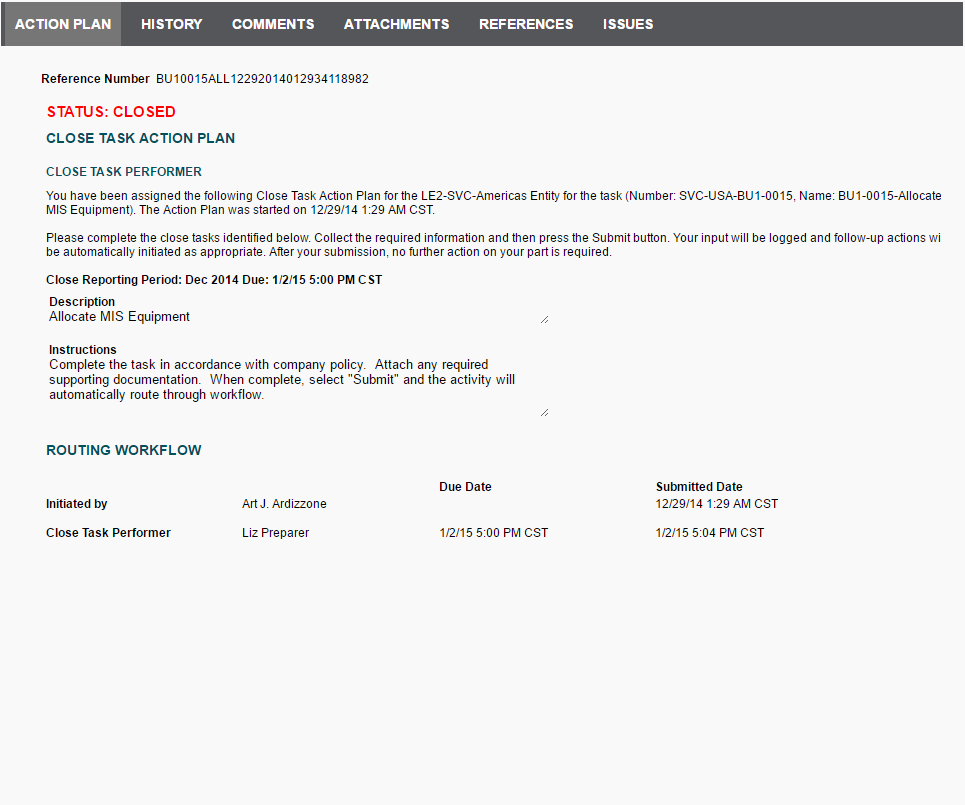 ACTION PLAN HISTORY COMMENTS ATTACHMENTS REFERENCES ISSUES
Reference Number BU10015ALL12292014012934118982
STATUS: CLOSED
CLOSE TASK ACTION PLAN
CLOSE TASK PERFORMER
You have been assigned the following Close Task Action Plan for the LE2-SVC-Americas Entity for the task (Number: SVC-USA-BU1-0015, Name: BU1-0015-Allocate
MIS Equipment). The Action Plan was started on 12/29/14 1:29 AM CST.
Please complete the close tasks identified below. Collect the required information and then press the Submit button. Your input will be logged and follow-up actions wi
be automatically initiated as appropriate. After your submission, no further action on your part is required.
Close Reporting Period: Dec 2014 Due: 1/2/15 5:00 PM CST
Description
Allocate MIS Equipment
Instructions
Complete the task in accordance with company policy.  Attach any required
supporting documentation.  When complete, select "Submit" and the activity will
automatically route through workflow.
ROUTING WORKFLOW
Due Date Submitted Date
Initiated by Art J. Ardizzone 12/29/14 1:29 AM CST
Close Task Performer Liz Preparer 1/2/15 5:00 PM CST 1/2/15 5:04 PM CST